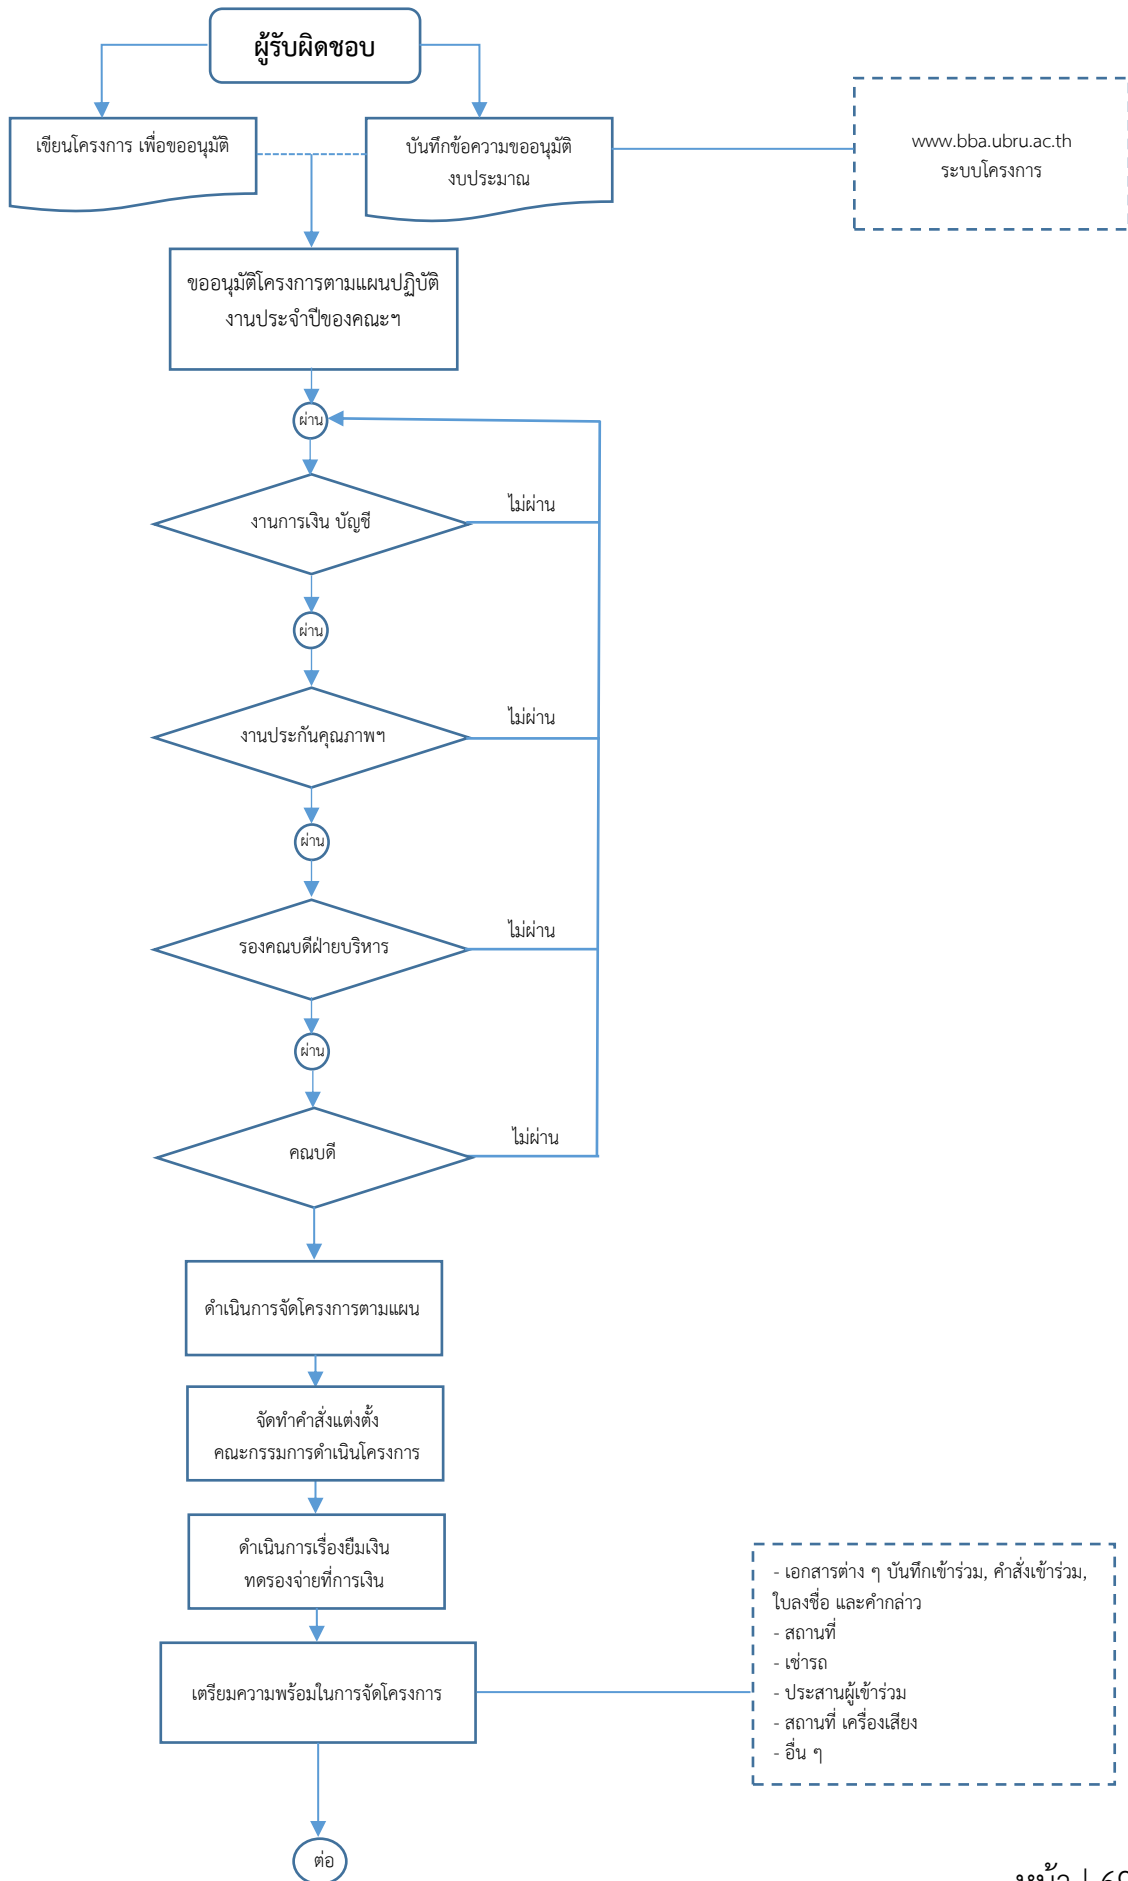 ผู้รับผิดชอบ
เขียนโครงการ เพื่อขออนุมัติ
บันทึกข้อความขออนุมัติ
งบประมาณ
www.bba.ubru.ac.th
ระบบโครงการ
ขออนุมัติโครงการตามแผนปฏิบัติ
งานประจำปีของคณะฯ
ผ่าน
งานการเงิน บัญชี
ไม่ผ่าน
ผ่าน
งานประกันคุณภาพฯ
ไม่ผ่าน
ผ่าน
รองคณบดีฝ่ายบริหาร
ไม่ผ่าน
ผ่าน
คณบดี
ไม่ผ่าน
ดำเนินการจัดโครงการตามแผน
จัดทำคำสั่งแต่งตั้ง
คณะกรรมการดำเนินโครงการ
ดำเนินการเรื่องยืมเงิน
ทดรองจ่ายที่การเงิน
เตรียมความพร้อมในการจัดโครงการ
- เอกสารต่าง ๆ บันทึกเข้าร่วม, คำสั่งเข้าร่วม,
ใบลงชื่อ และคำกล่าว
- สถานที่
- เช่ารถ
- ประสานผู้เข้าร่วม
- สถานที่ เครื่องเสียง
- อื่น ๆ
ต่อ
หน้า |